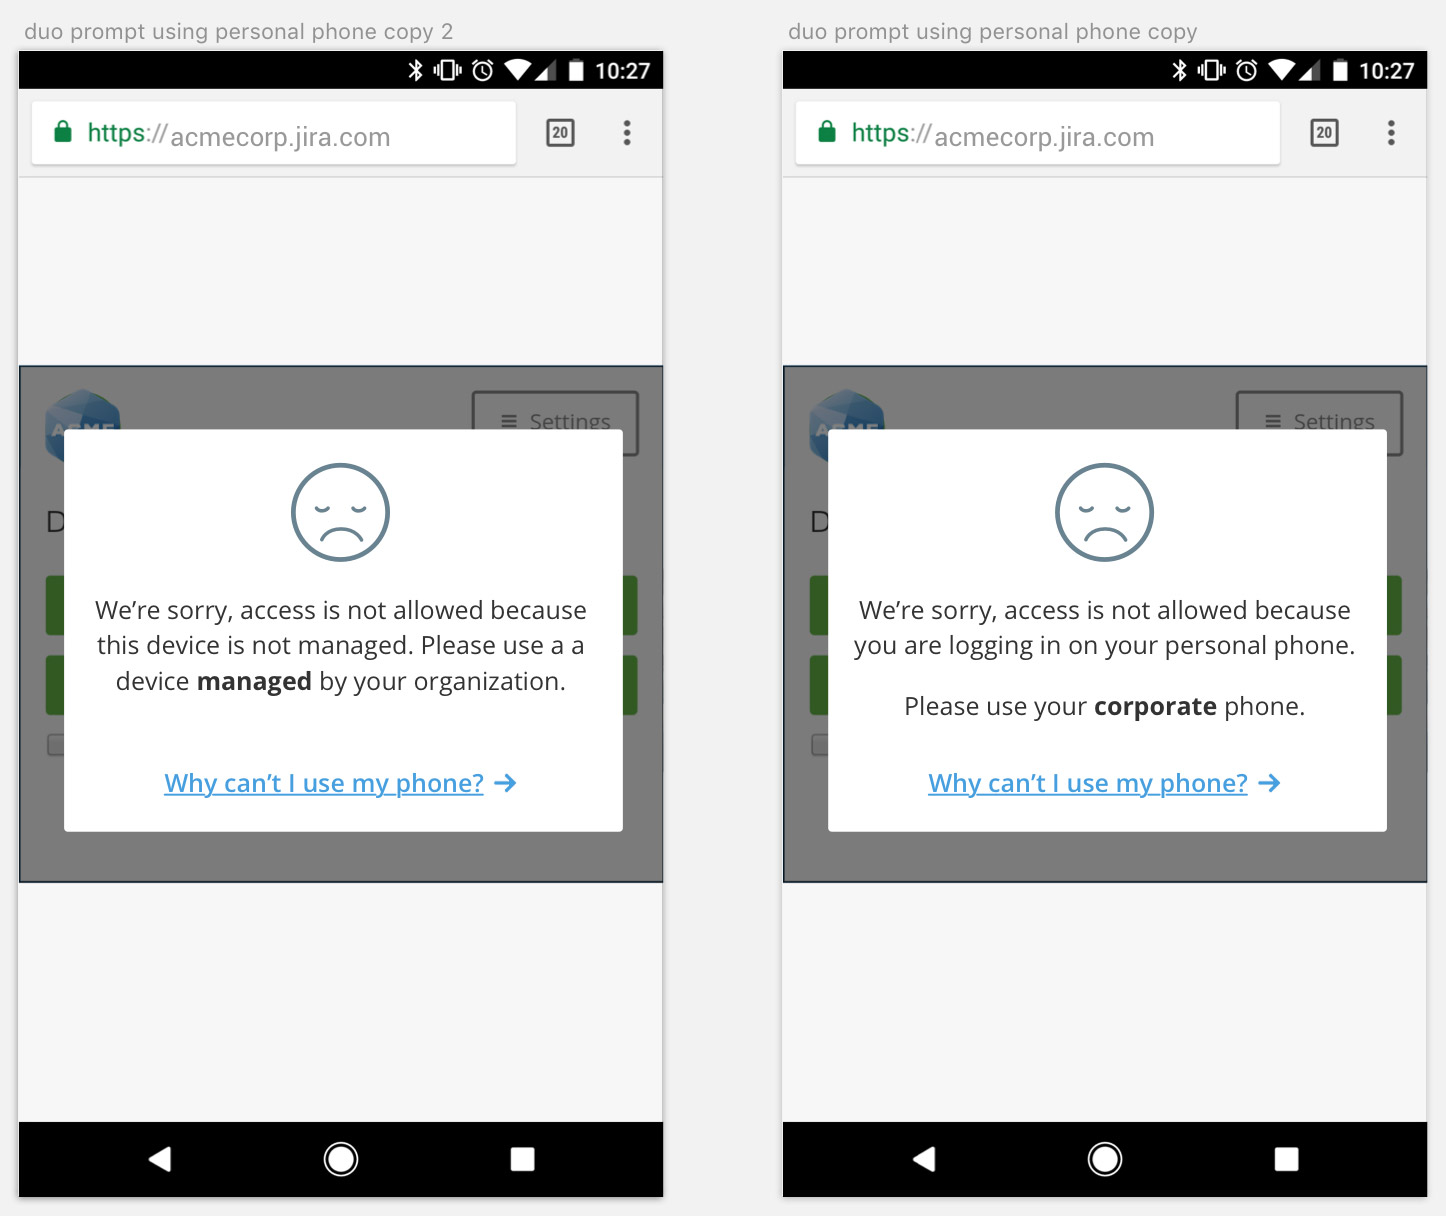 duo prompt using personal phone copy 2
10:27
https://acmecorp.jira.com
20
Settings
D
We’re sorry, access is not allowed because
this device is not managed. Please use a a
device managed by your organization.
Why can’t I use my phone?
duo prompt using personal phone copy
10:27
https://acmecorp.jira.com
20
Settings
D
We’re sorry, access is not allowed because
you are logging in on your personal phone.
Please use your corporate phone.
Why can’t I use my phone?